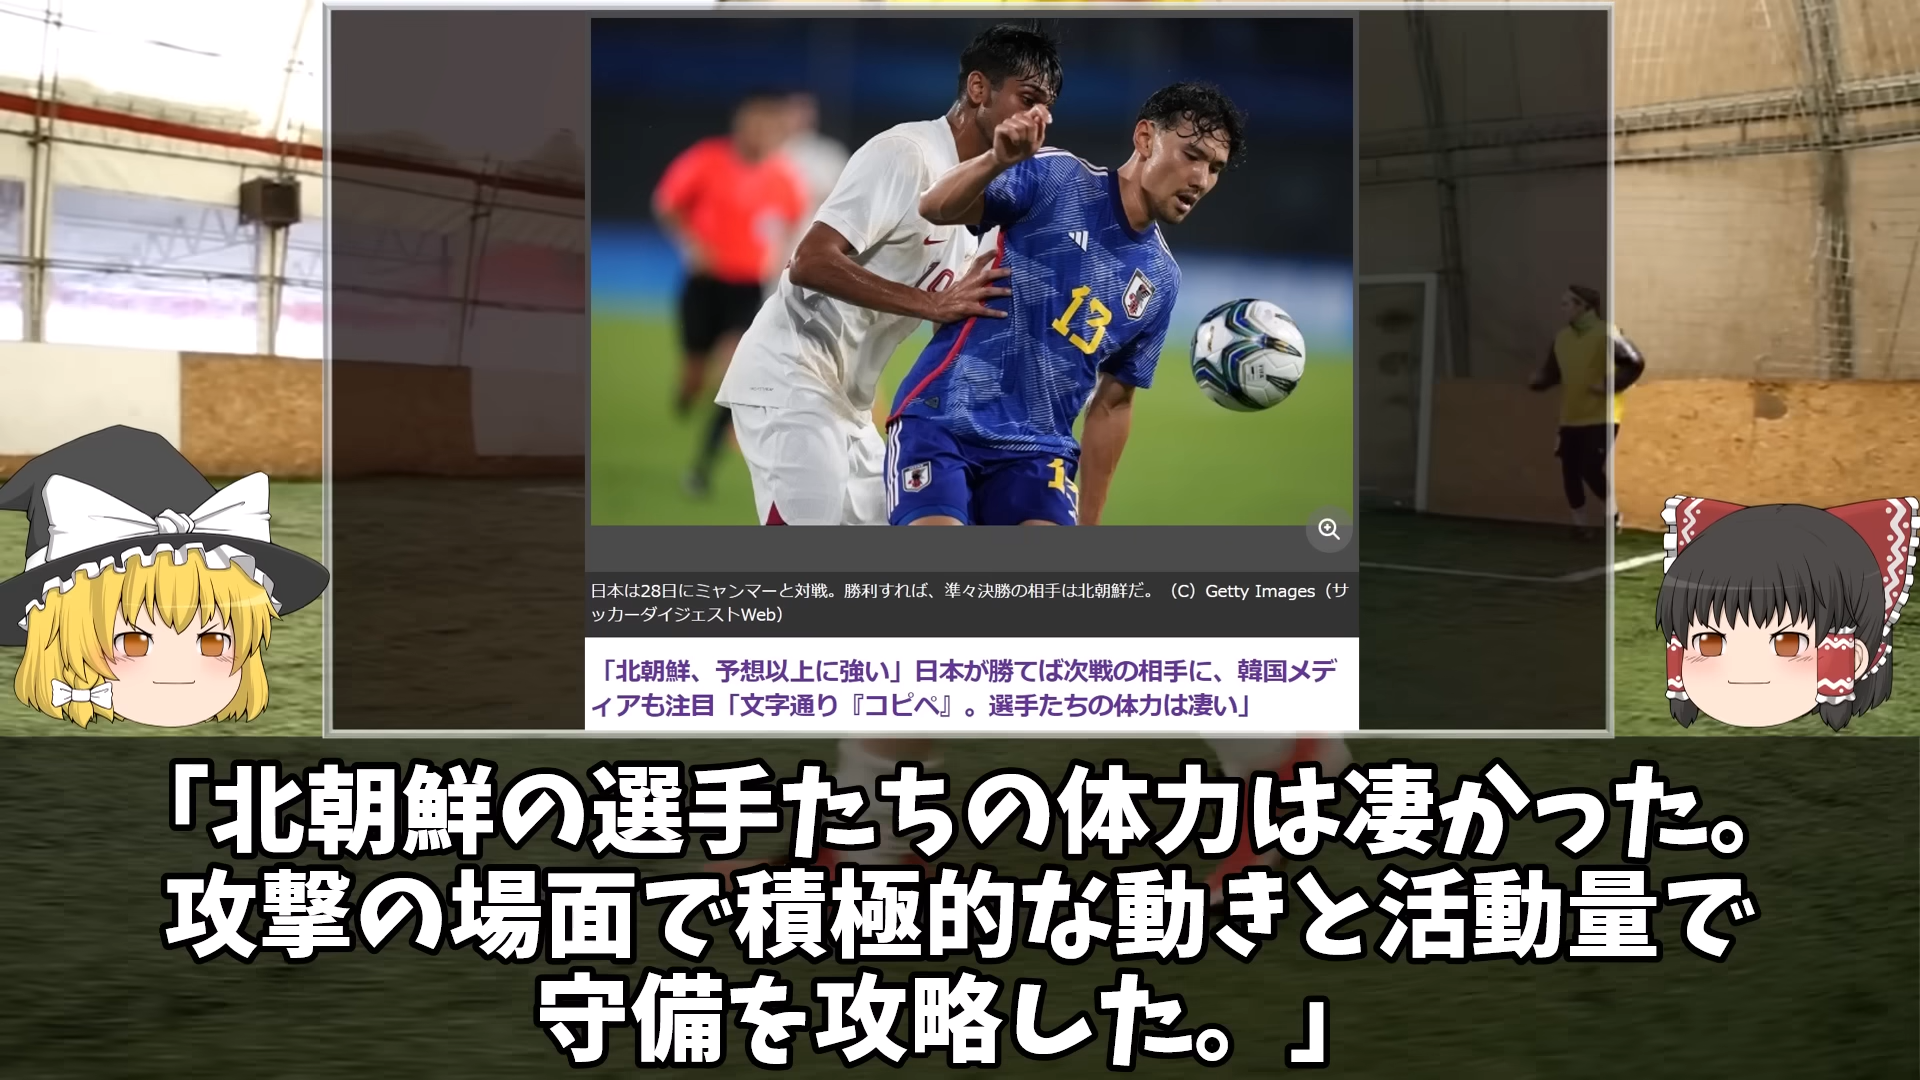 19
13
13
日本は28日にミャンマーと対戦。勝利すれば、準々決勝の相手は北朝鮮だ。（C）Getty Images（サ
ッカーダイジェストWeb）
「北朝鮮、予想以上に強い」日本が勝てば次戦の相手に、韓国メデ
ィアも注目「文字通り『コピペ』。選手たちの体力は凄い」
「北朝鮮の選手たちの体力は凄かった。
攻撃の場面で積極的な動きと活動量で
守備を攻略した。」